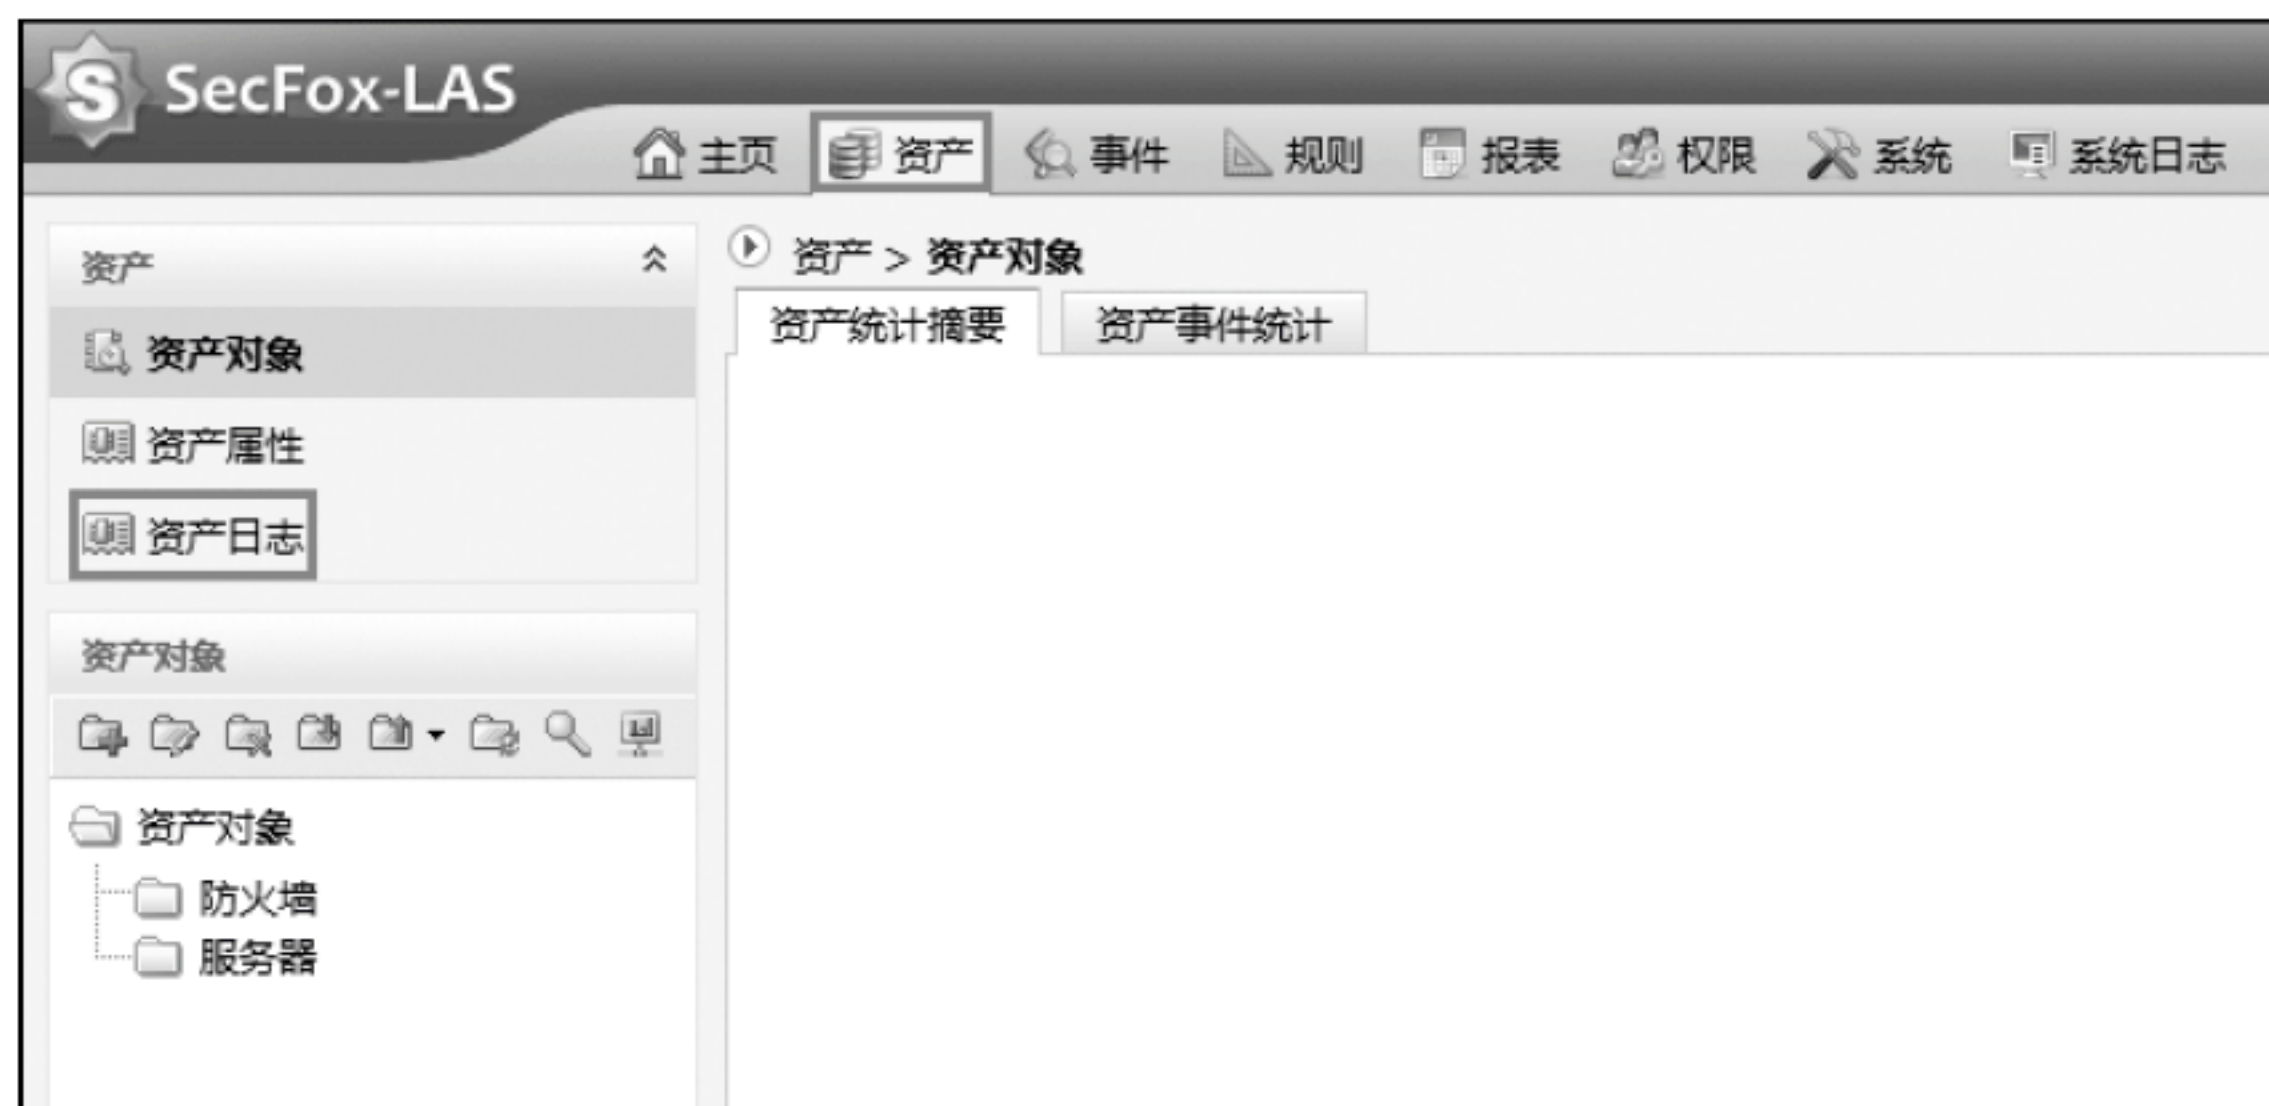 SecFox-LAS
主页 资产 事件 规则 报表 权限 系统 系统日志
资产
资产对象
资产属性
资产日志
资产 > 资产对象
资产统计摘要 资产事件统计
资产对象
资产对象
防火墙
服务器